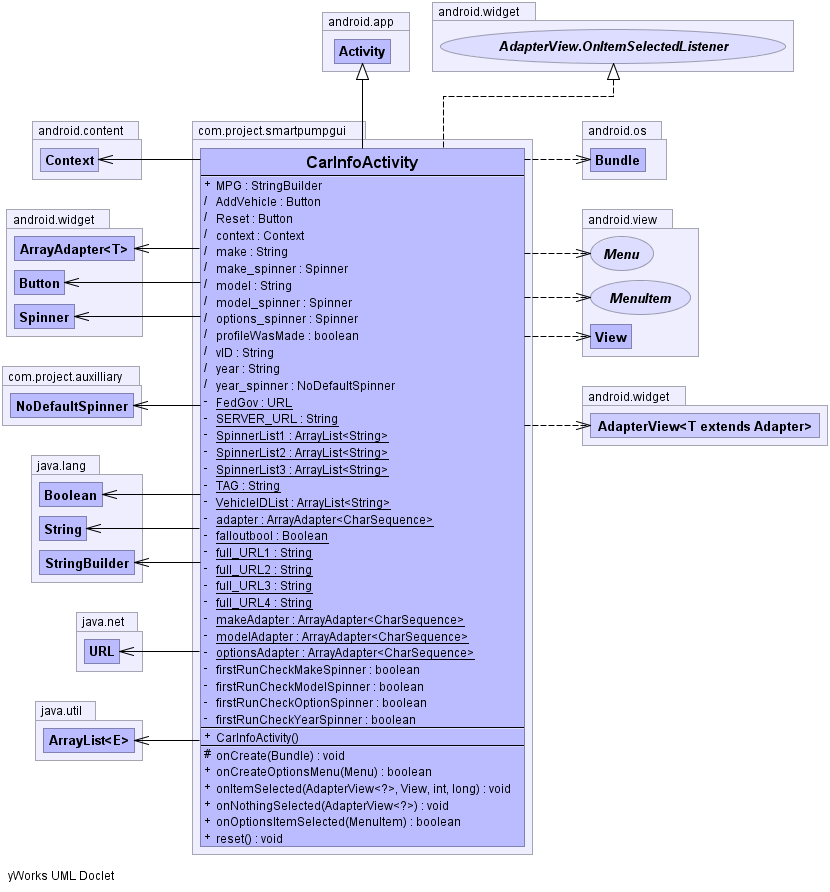 android.app
Activity
android.widget
AdapterView.OnItemSelectedListener
android.content
Context
android.widget
ArrayAdapter<T>
Button
Spinner
com.project.auxilliary
NoDefaultSpinner
java.lang
Boolean
String
StringBuilder
java.net
URL
java.util
ArrayList<E>
com.project.smartpumpgui
CarInfoActivity
+ MPG : StringBuilder
/ AddVehicle : Button
/ Reset : Button
/ context : Context
/ make : String
/ make_spinner : Spinner
/ model : String
/ model_spinner : Spinner
/ options_spinner : Spinner
/ profileWasMade : boolean
/ vID : String
/ year : String
/ year_spinner : NoDefaultSpinner
- FedGov : URL
- SERVER_URL : String
- SpinnerList1 : ArrayList<String>
- SpinnerList2 : ArrayList<String>
- SpinnerList3 : ArrayList<String>
- TAG : String
- VehicleIDList : ArrayList<String>
- adapter : ArrayAdapter<CharSequence>
- falloutbool : Boolean
- full_URL1 : String
- full_URL2 : String
- full_URL3 : String
- full_URL4 : String
- makeAdapter : ArrayAdapter<CharSequence>
- modelAdapter : ArrayAdapter<CharSequence>
- optionsAdapter : ArrayAdapter<CharSequence>
- firstRunCheckMakeSpinner : boolean
- firstRunCheckModelSpinner : boolean
- firstRunCheckOptionSpinner : boolean
- firstRunCheckYearSpinner : boolean
+ CarInfoActivity()
# onCreate(Bundle) : void
+ onCreateOptionsMenu(Menu) : boolean
+ onItemSelected(AdapterView<?>, View, int, long) : void
+ onNothingSelected(AdapterView<?>) : void
+ onOptionsItemSelected(MenuItem) : boolean
+ reset() : void
android.os
Bundle
android.view
Menu
MenuItem
View
android.widget
AdapterView<T extends Adapter>
yWorks UML Doclet